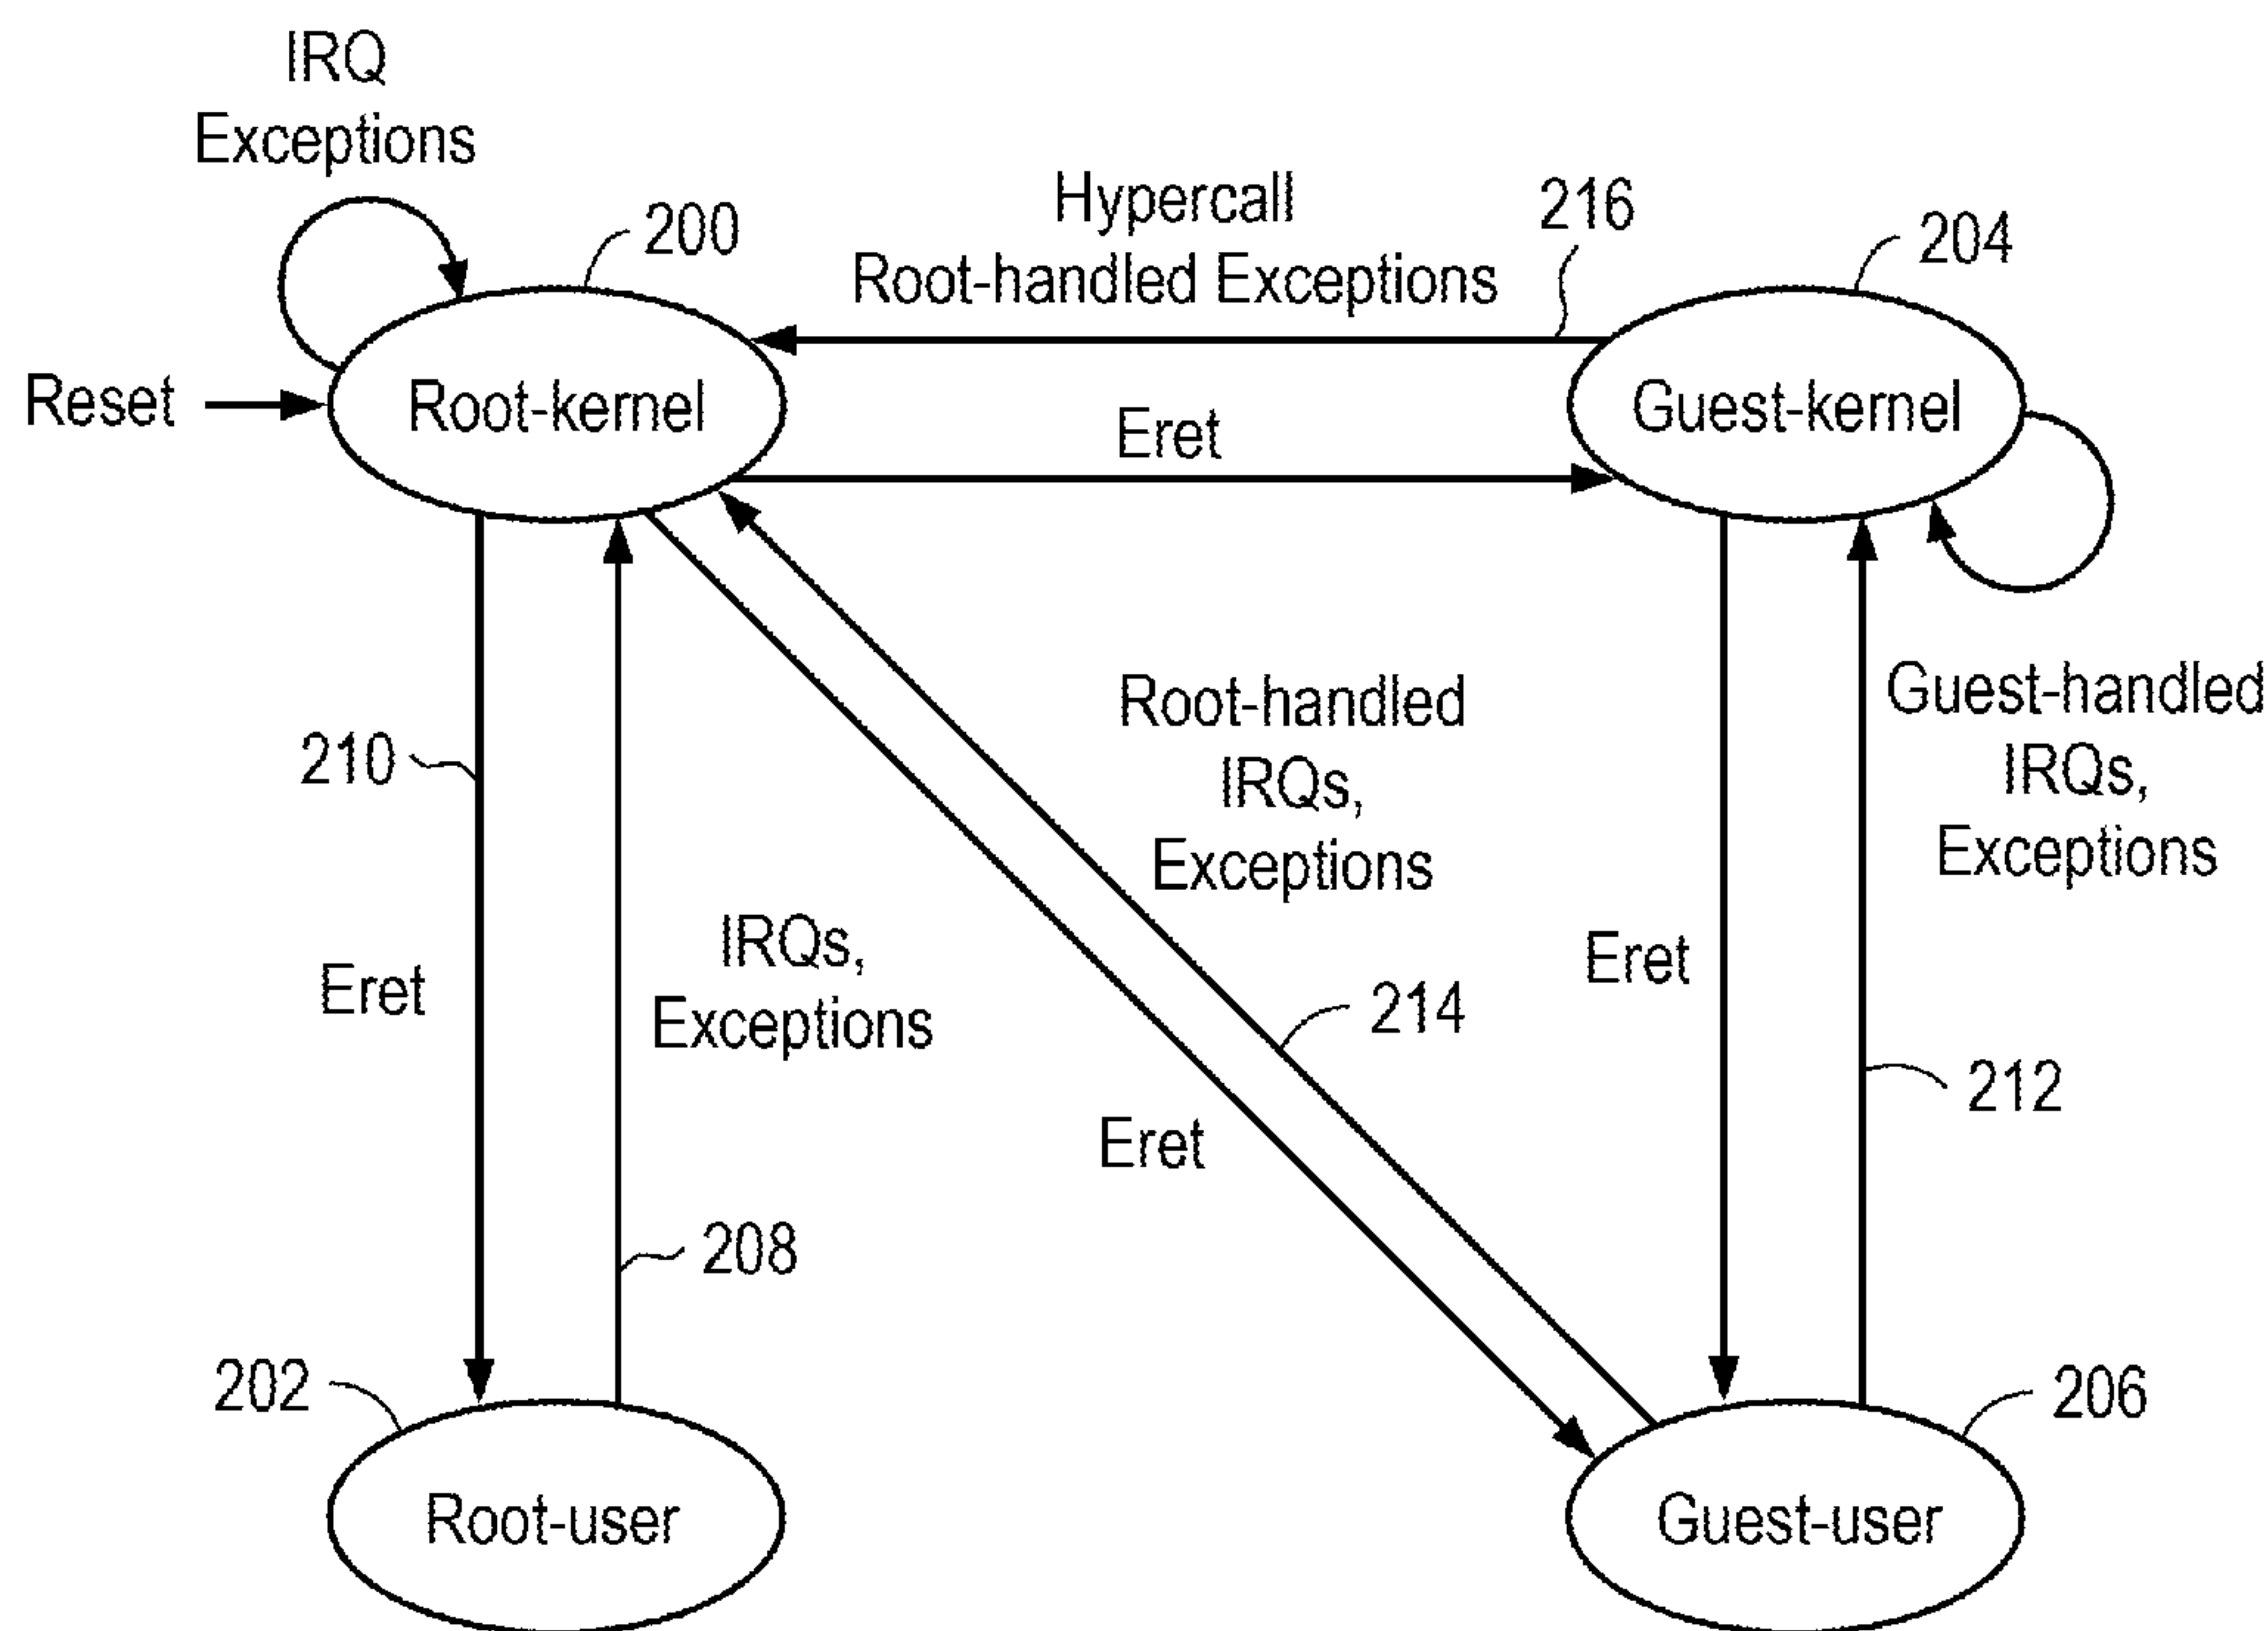 IRQ
Exceptions
200
Hypercall
Root-handled Exceptions
216
204
Reset
Root-kernel
Guest-kernel
Eret
210
Root-handled
IRQs,
Exceptions
Guest-handled
IRQs,
Exceptions
Eret
IRQs,
Exceptions
214
Eret
212
Eret
208
202
206
Root-user
Guest-user